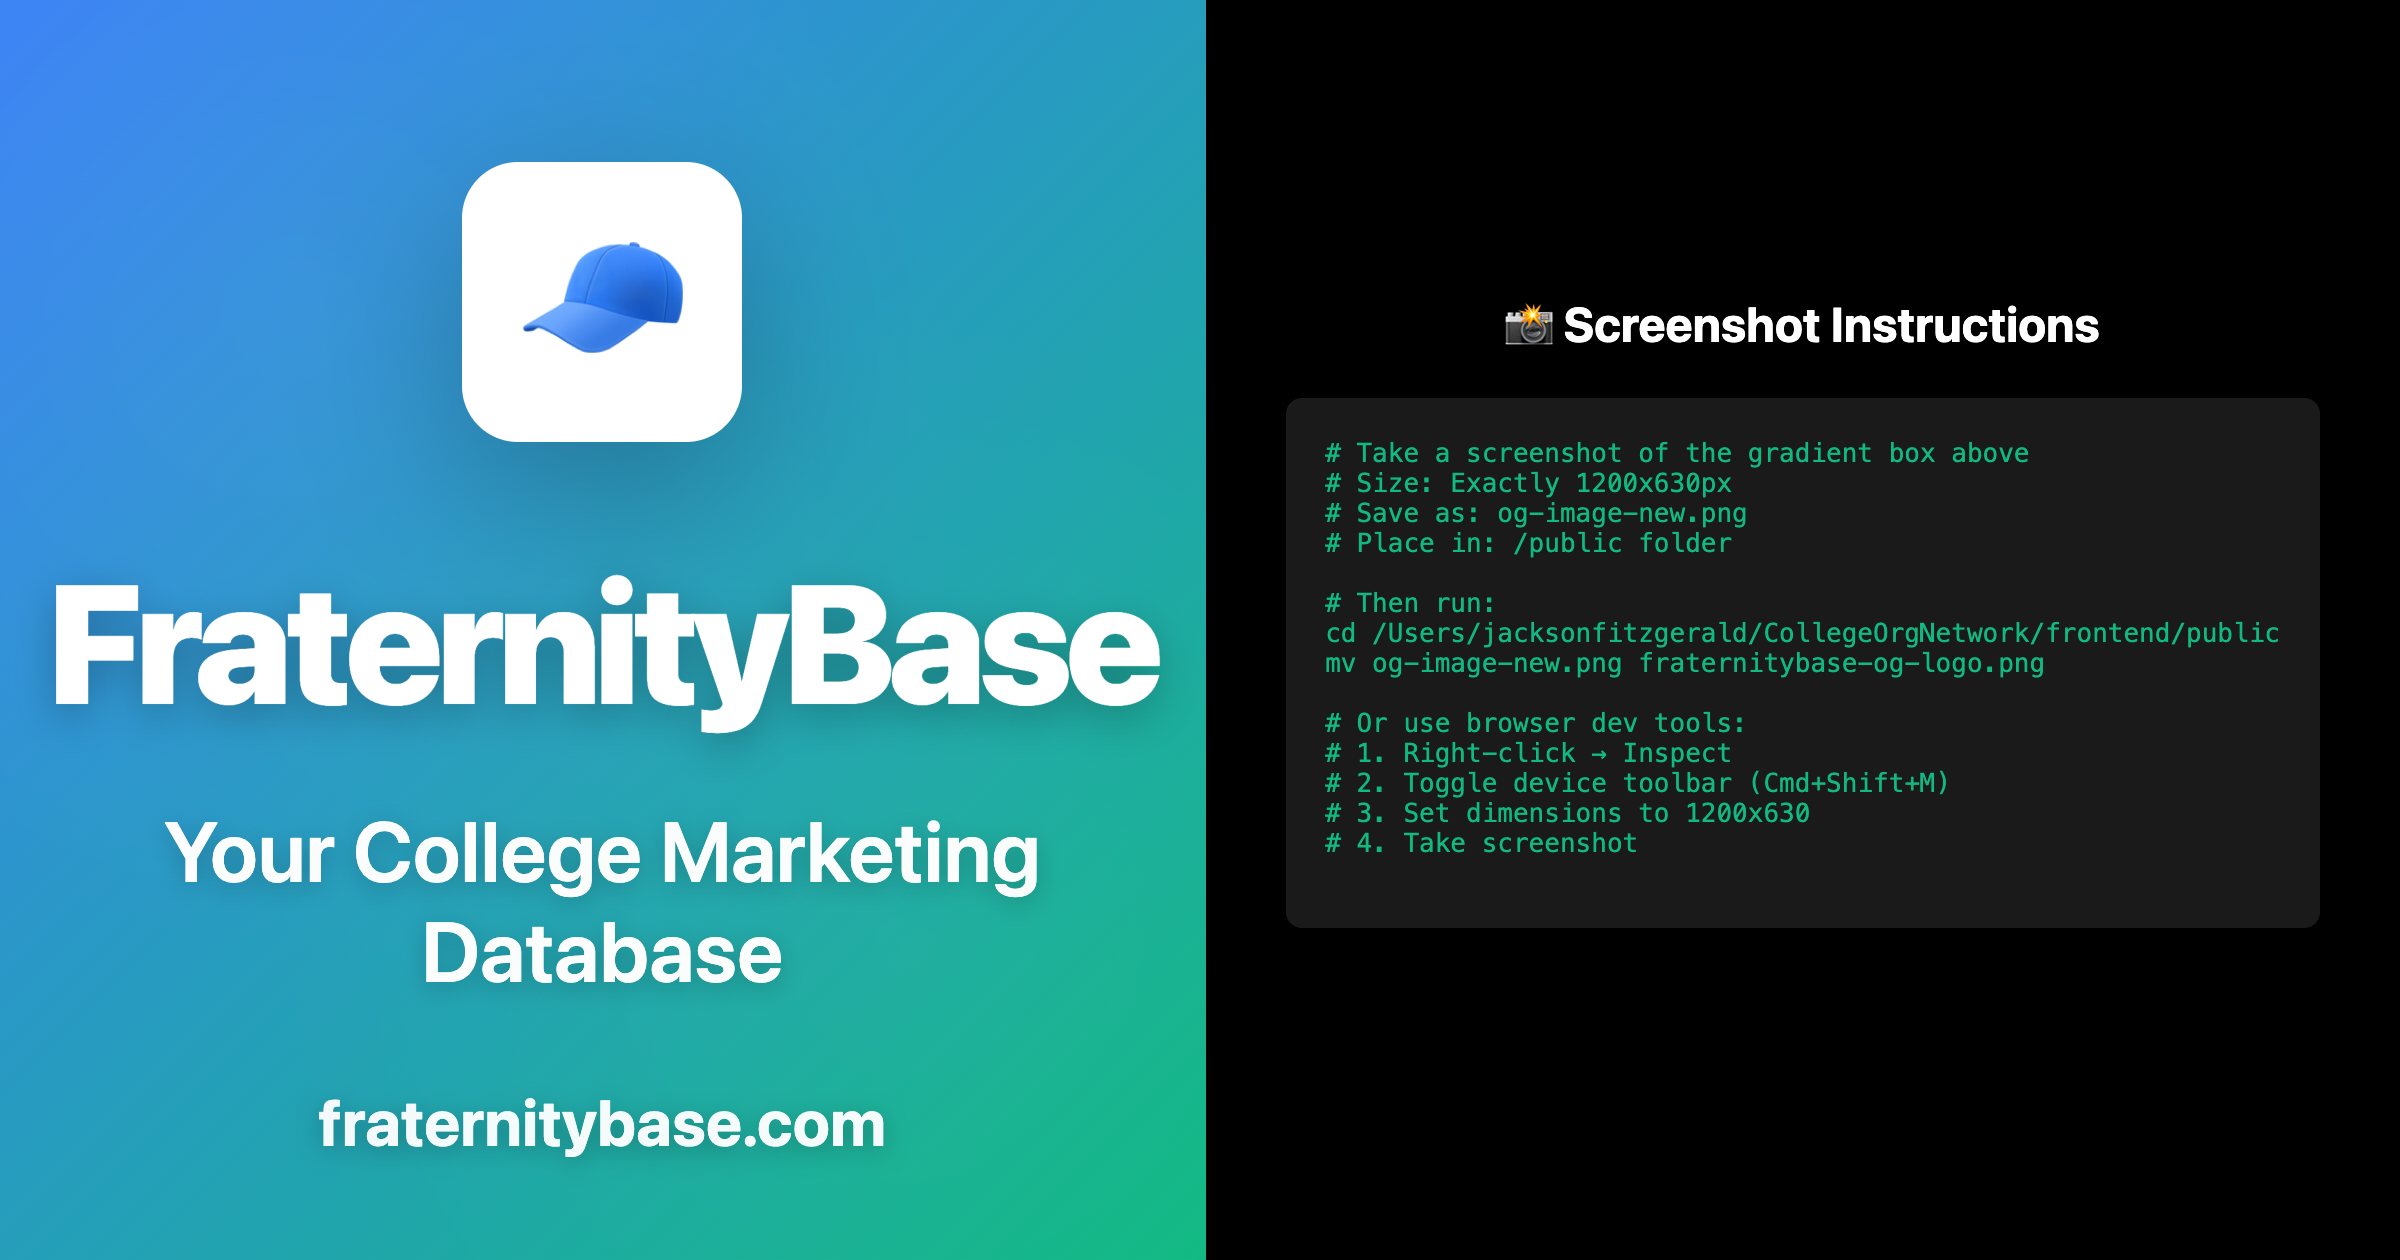 FraternityBase
Your College Marketing
Database
fraternitybase.com
📸 Screenshot Instructions
# Take a screenshot of the gradient box above
# Size: Exactly 1200x630px
# Save as: og-image-new.png
# Place in: /public folder
# Then run:
cd /Users/jacksonfitzgerald/CollegeOrgNetwork/frontend/public
mv og-image-new.png fraternitybase-og-logo.png
# Or use browser dev tools:
# 1. Right-click → Inspect
# 2. Toggle device toolbar (Cmd+Shift+M)
# 3. Set dimensions to 1200x630
# 4. Take screenshot